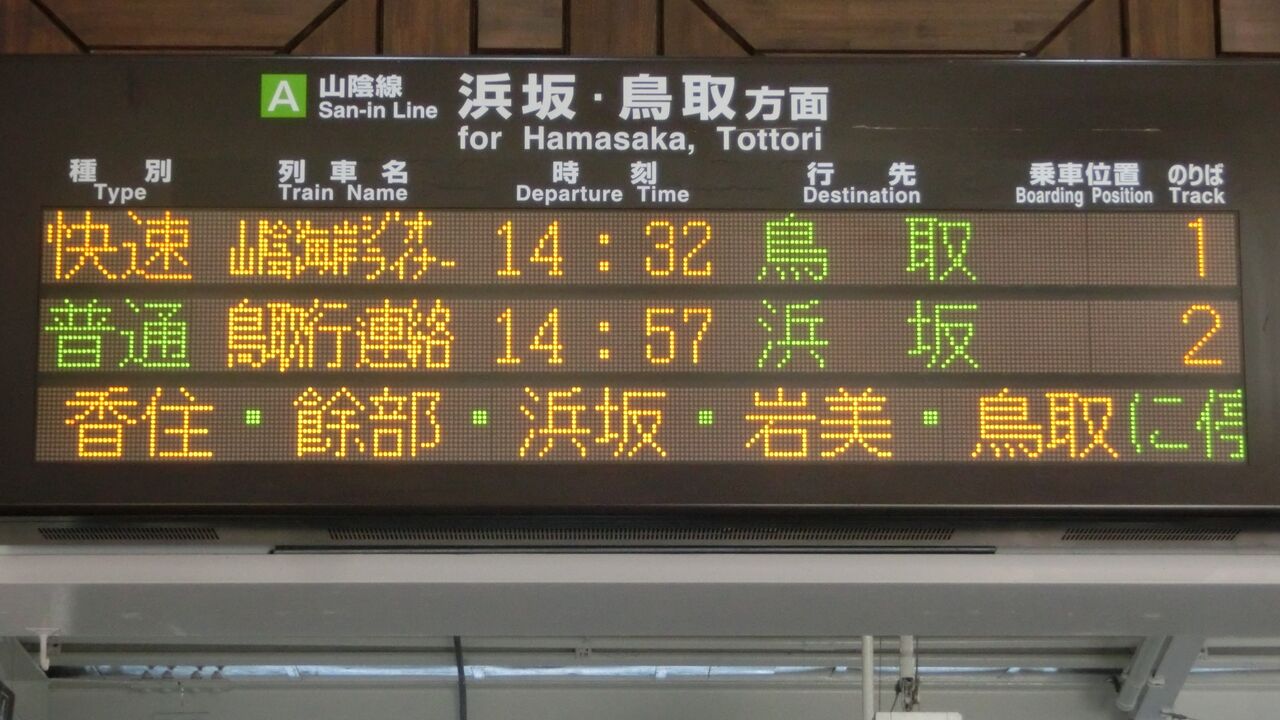 A 山陰線 浜坂・鳥取方面
San-in Line for Hamasaka, Tottori
種別 列車名 時刻 行先 乗車位置 のりば
Type Train Name Departure Time Destination Boarding Position Track
快速 山陰海岸ジオライナー 14:32 鳥取 1
普通 鳥取行連絡 14:57 浜坂 2
香住・餘部・浜坂・岩美・鳥取に停